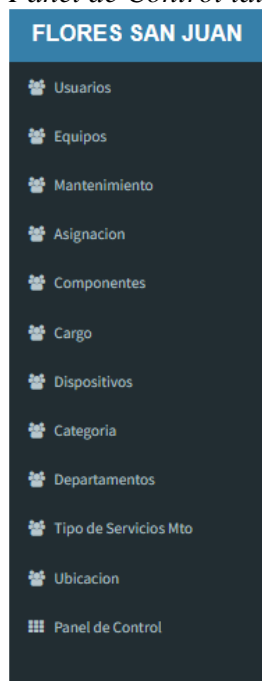 FLORES SAN JUAN
Usuarios
Equipos
Mantenimiento
Asignacion
Componentes
Cargo
Dispositivos
Categoria
Departamentos
Tipo de Servicios Mto
Ubicacion
Panel de Control